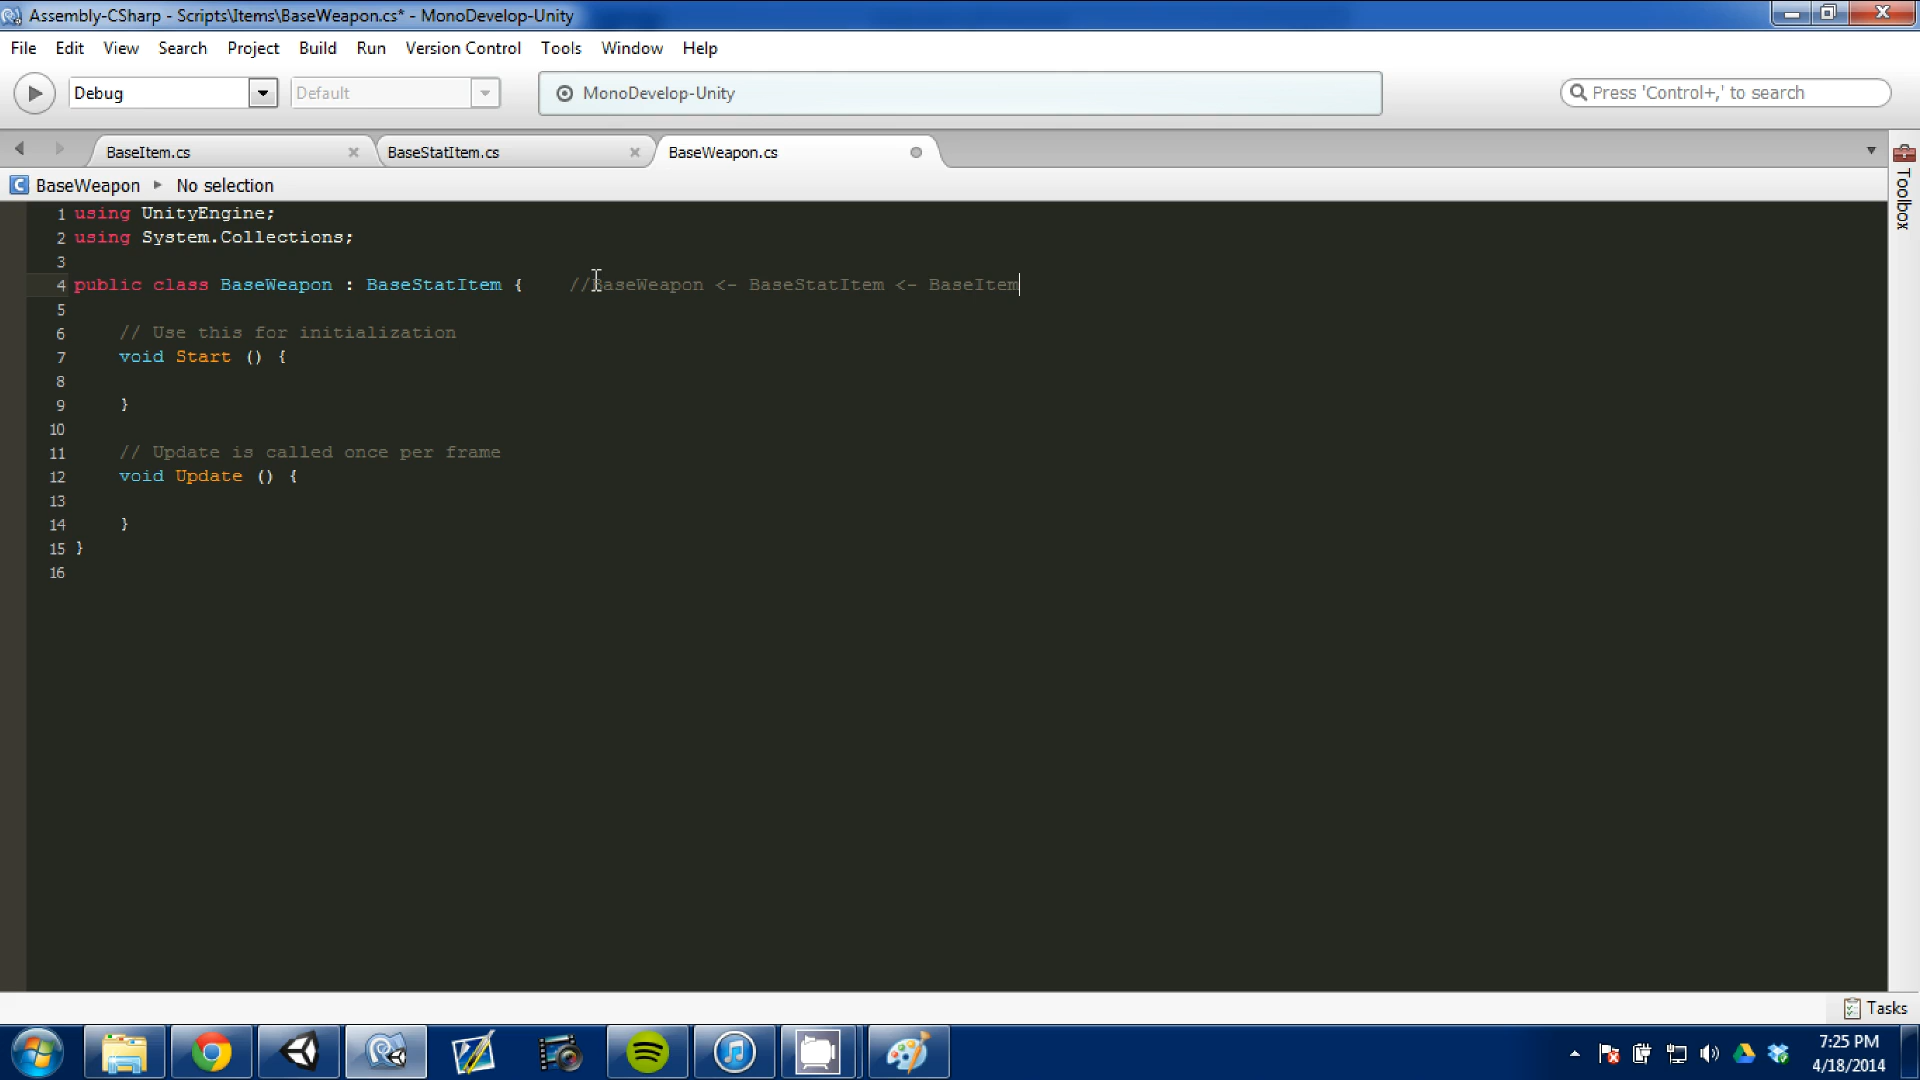 Assembly-CSharp - Scripts\Items\BaseWeapon.cs* - MonoDevelop-Unity
File Edit View Search Project Build Run Version Control Tools Window Help
Debug Default MonoDevelop-Unity Press 'Control+,' to search
BaseItem.cs BaseStatItem.cs BaseWeapon.cs
Toolbox
C BaseWeapon No selection
1 using UnityEngine;
2 using System.Collections;
3
4 public class BaseWeapon : BaseStatItem { //BaseWeapon <- BaseStatItem <- BaseItem
5
6 // Use this for initialization
7 void Start () {
8
9 }
10
11 // Update is called once per frame
12 void Update () {
13
14 }
15 }
16
Tasks
7:25 PM
4/18/2014